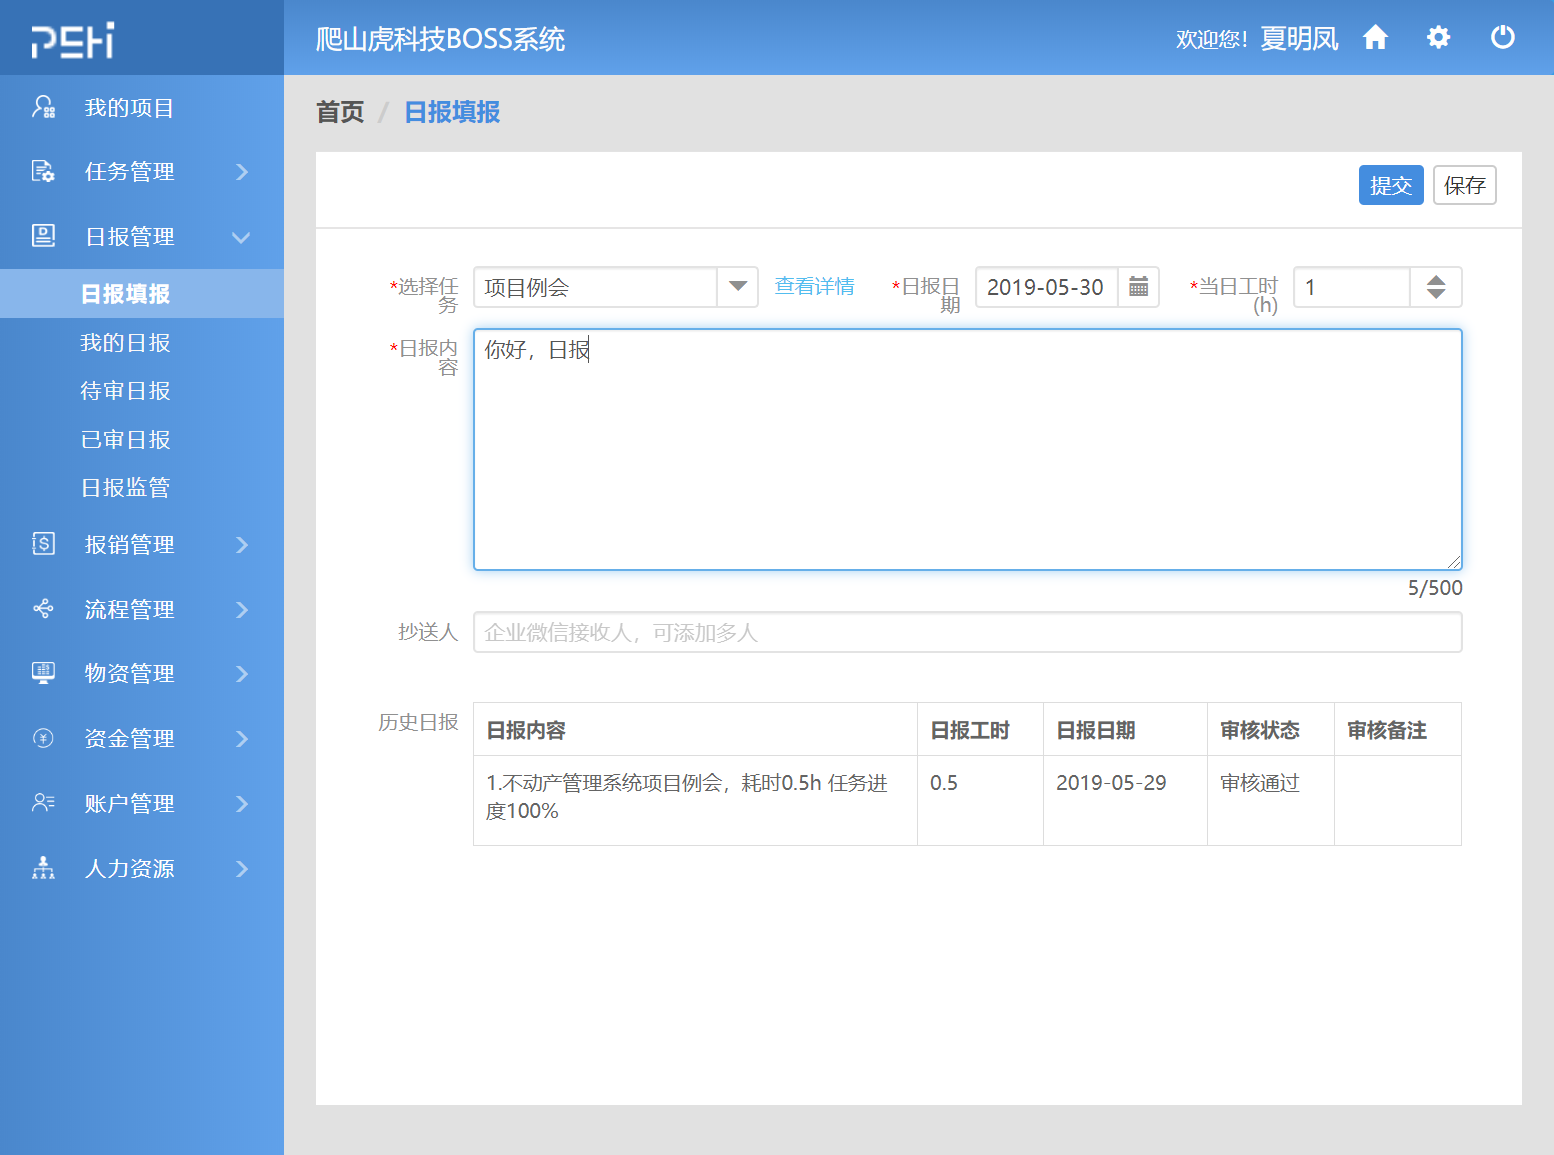 PSHi
爬山虎科技BOSS系统
欢迎您! 夏明凤
我的项目
任务管理
日报管理
日报填报
我的日报
待审日报
已审日报
日报监管
报销管理
流程管理
物资管理
资金管理
账户管理
人力资源
首页 / 日报填报
提交 保存
*选择任务 项目例会 查看详情 *日报日期 2019-05-30 *当日工时(h) 1
*日报内容 你好，日报
5/500
抄送人 企业微信接收人，可添加多人
历史日报
日报内容 日报工时 日报日期 审核状态 审核备注
1.不动产管理系统项目例会，耗时0.5h 任务进 0.5 2019-05-29 审核通过
度100%